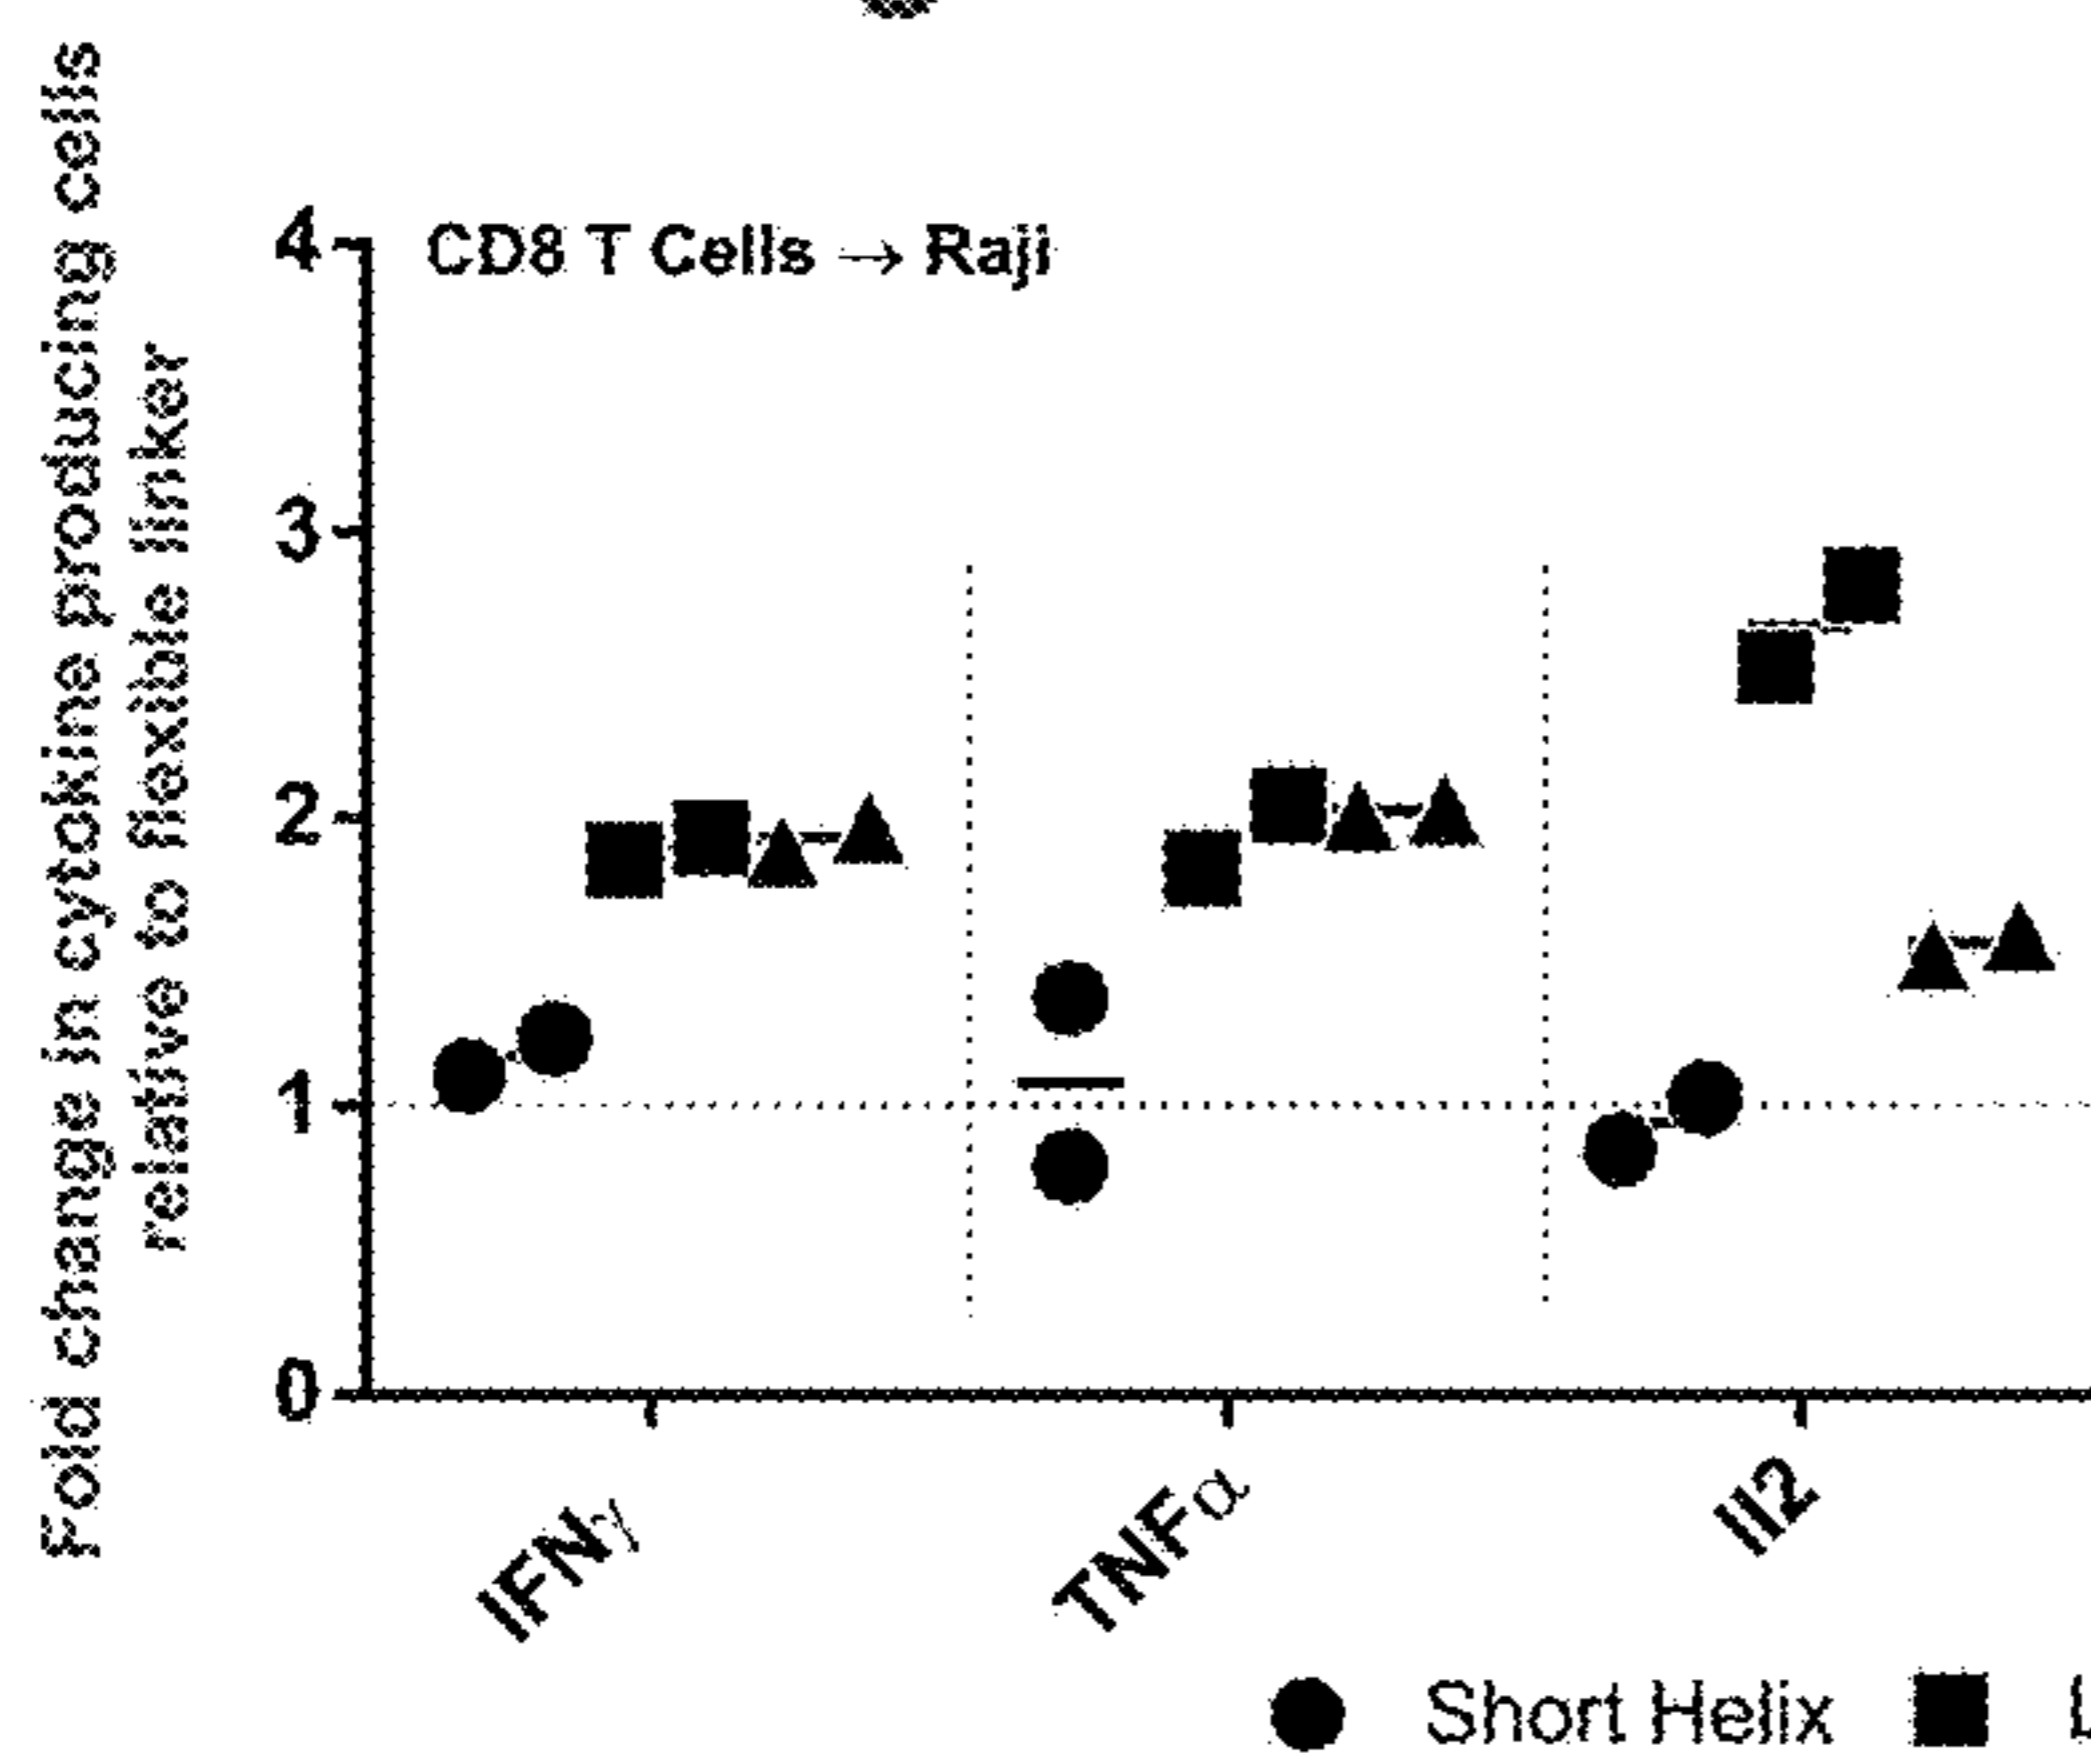 Fold change in cytokine producing cells
relative to flexible linker
CD8 T Cells → Raji
4
3
2
1
0
IFNγ
TNFα
Il2
Short Helix